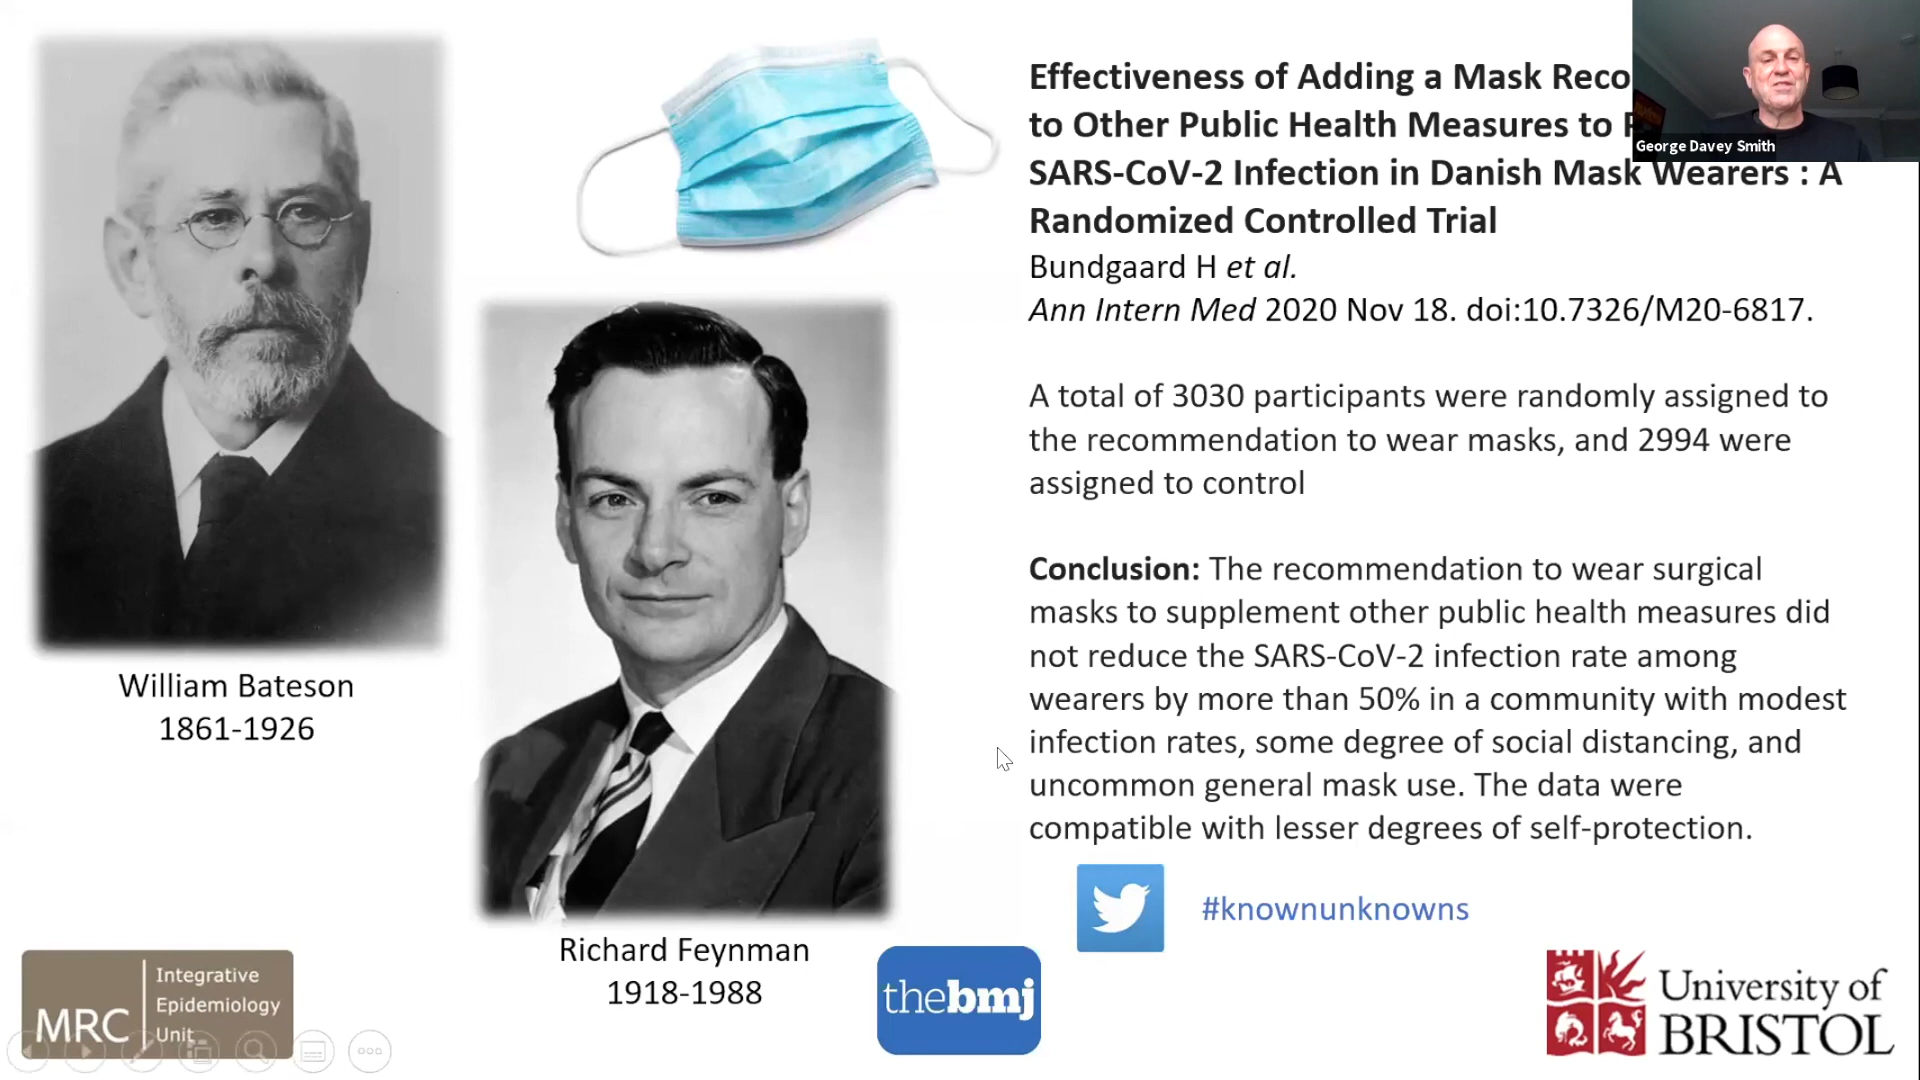 William Bateson
1861-1926
Richard Feynman
1918-1988
Effectiveness of Adding a Mask Reco
to Other Public Health Measures to
SARS-CoV-2 Infection in Danish Mask Wearers : A
Randomized Controlled Trial
Bundgaard H et al.
Ann Intern Med 2020 Nov 18. doi:10.7326/M20-6817.
A total of 3030 participants were randomly assigned to
the recommendation to wear masks, and 2994 were
assigned to control
Conclusion: The recommendation to wear surgical
masks to supplement other public health measures did
not reduce the SARS-CoV-2 infection rate among
wearers by more than 50% in a community with modest
infection rates, some degree of social distancing, and
uncommon general mask use. The data were
compatible with lesser degrees of self-protection.
#knownunknowns
George Davey Smith
MRC
Integrative
Epidemiology
Unit
thebmj
University of
BRISTOL